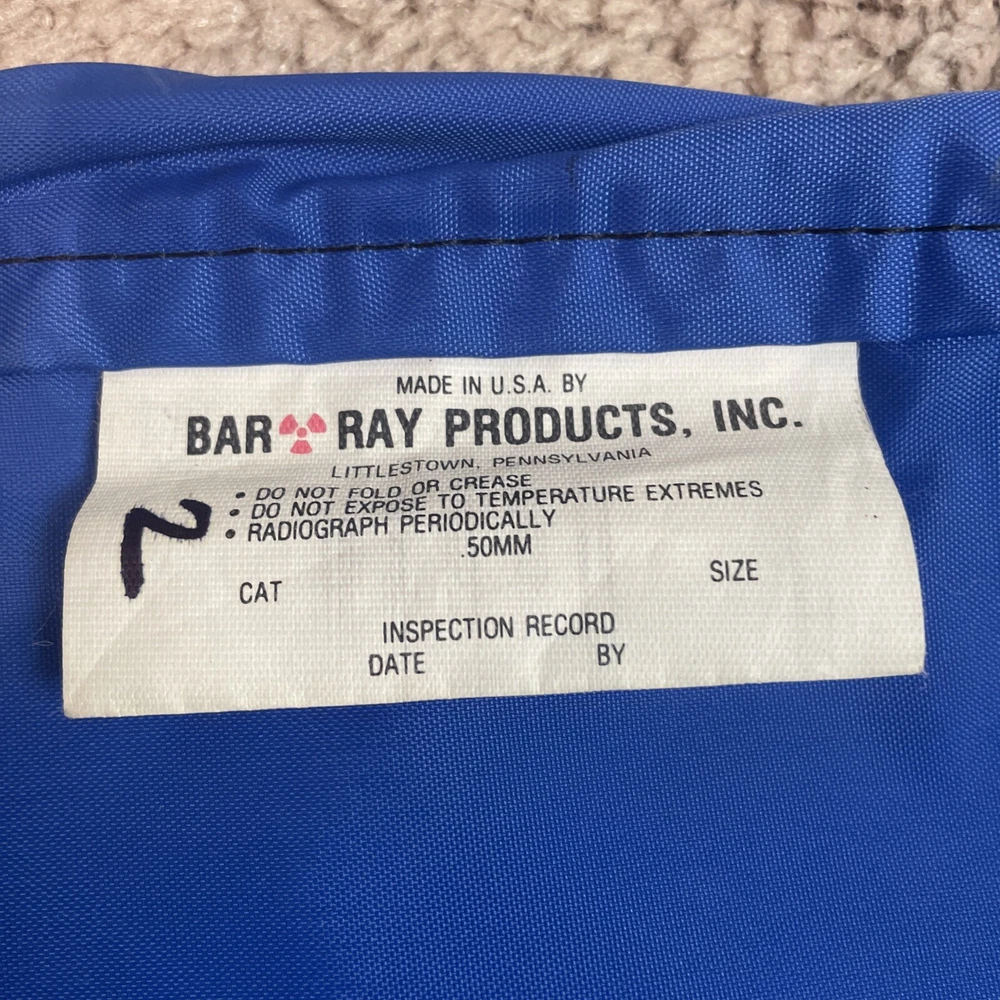 MADE IN U.S.A. BY
BAR RAY PRODUCTS, INC.
LITTLESTOWN, PENNSYLVANIA
• DO NOT FOLD OR CREASE
• DO NOT EXPOSE TO TEMPERATURE EXTREMES
• RADIOGRAPH PERIODICALLY
.50MM
CAT SIZE
INSPECTION RECORD
DATE BY